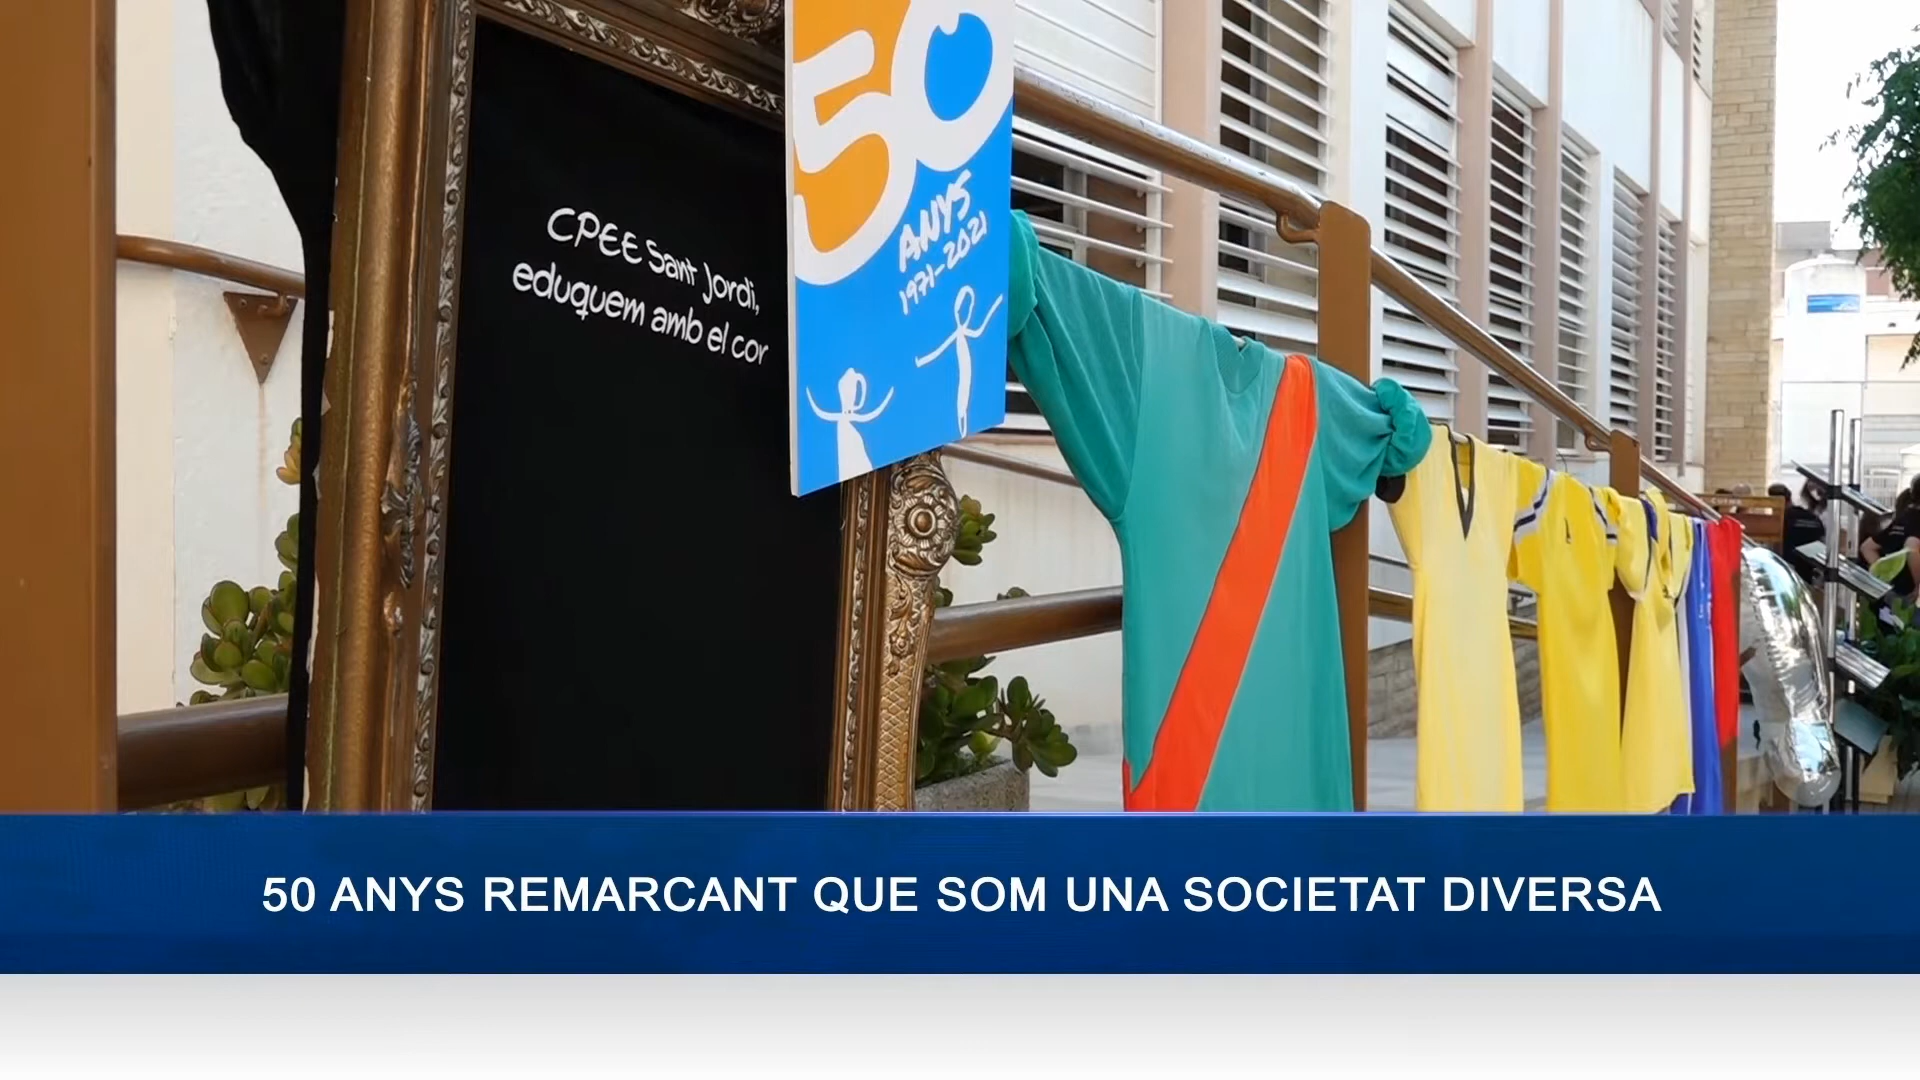 50
ANYS
1971-2021
CPEE Sant Jordi,
eduquem amb el cor
50 ANYS REMARCANT QUE SOM UNA SOCIETAT DIVERSA